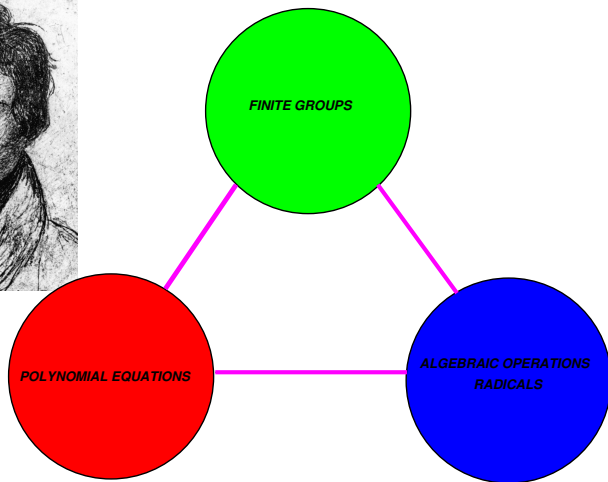 FINITE GROUPS
POLYNOMIAL EQUATIONS
ALGEBRAIC OPERATIONS
RADICALS